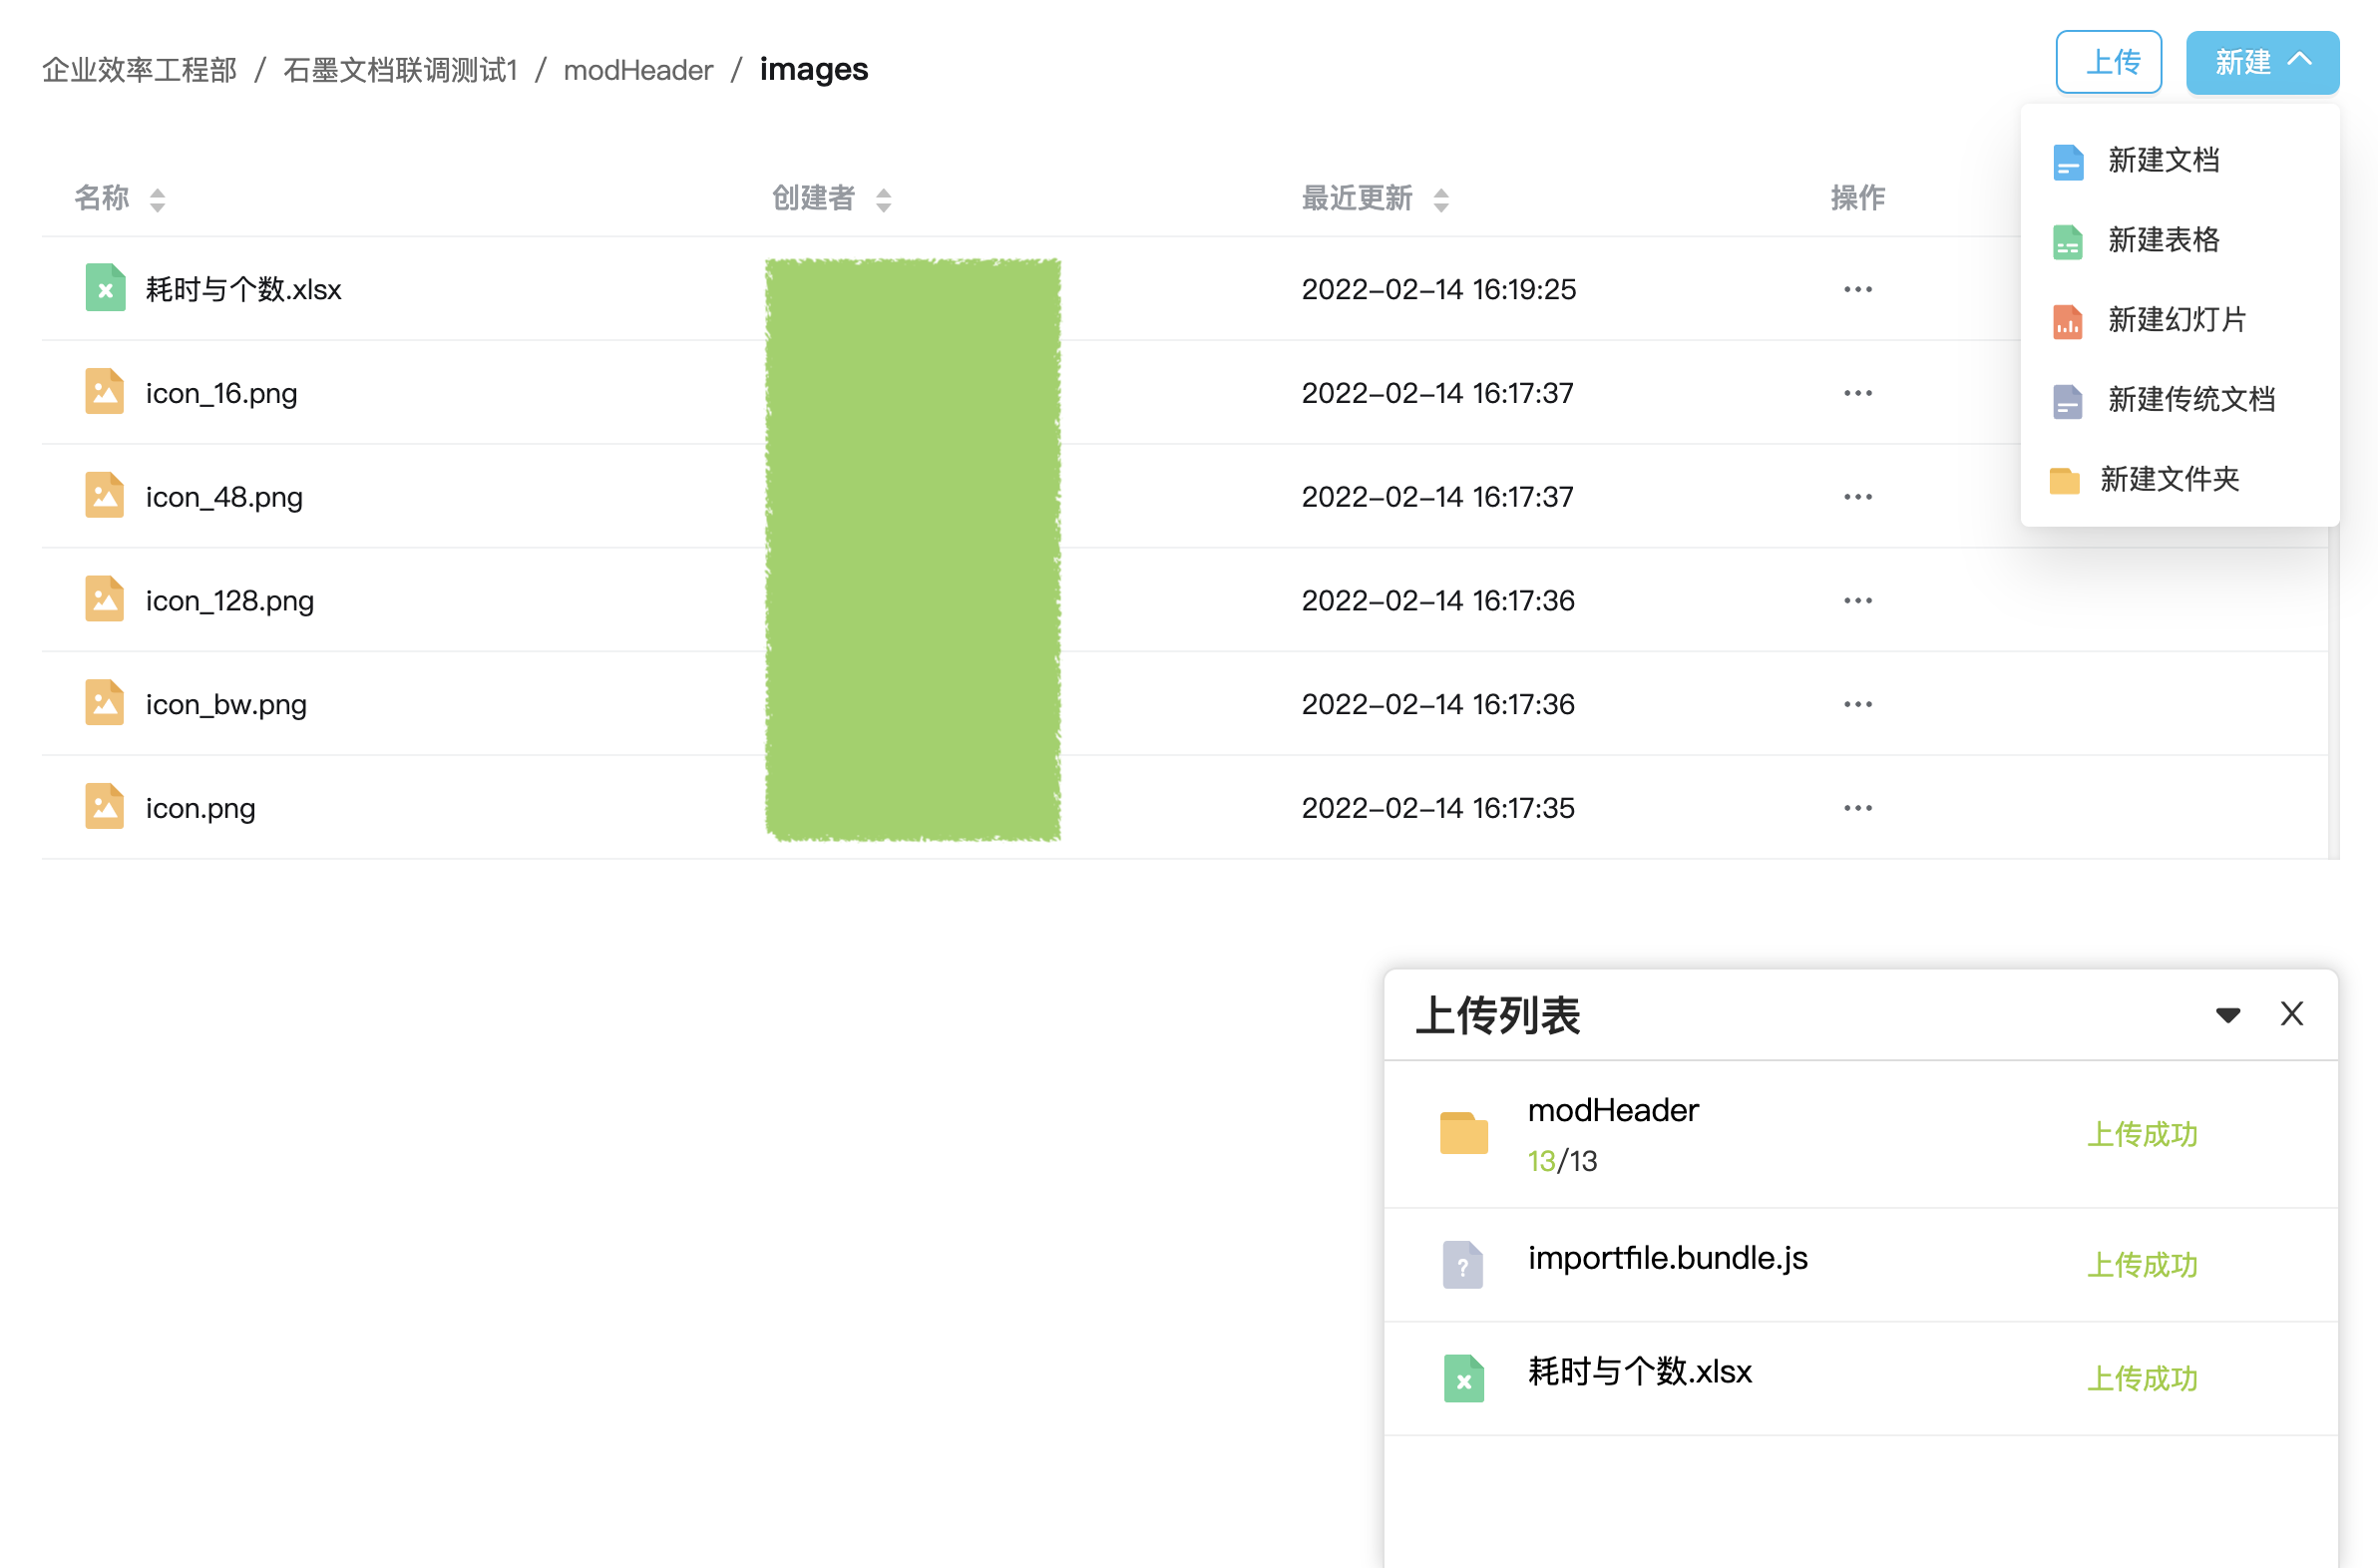 企业效率工程部 / 石墨文档联调测试1 / modHeader / images
上传
新建
新建文档
新建表格
新建幻灯片
新建传统文档
新建文件夹
名称 创建者 最近更新 操作
耗时与个数.xlsx 2022-02-14 16:19:25 ···
icon_16.png 2022-02-14 16:17:37 ···
icon_48.png 2022-02-14 16:17:37 ···
icon_128.png 2022-02-14 16:17:36 ···
icon_bw.png 2022-02-14 16:17:36 ···
icon.png 2022-02-14 16:17:35 ···
上传列表
modHeader
13/13
上传成功
importfile.bundle.js 上传成功
耗时与个数.xlsx 上传成功